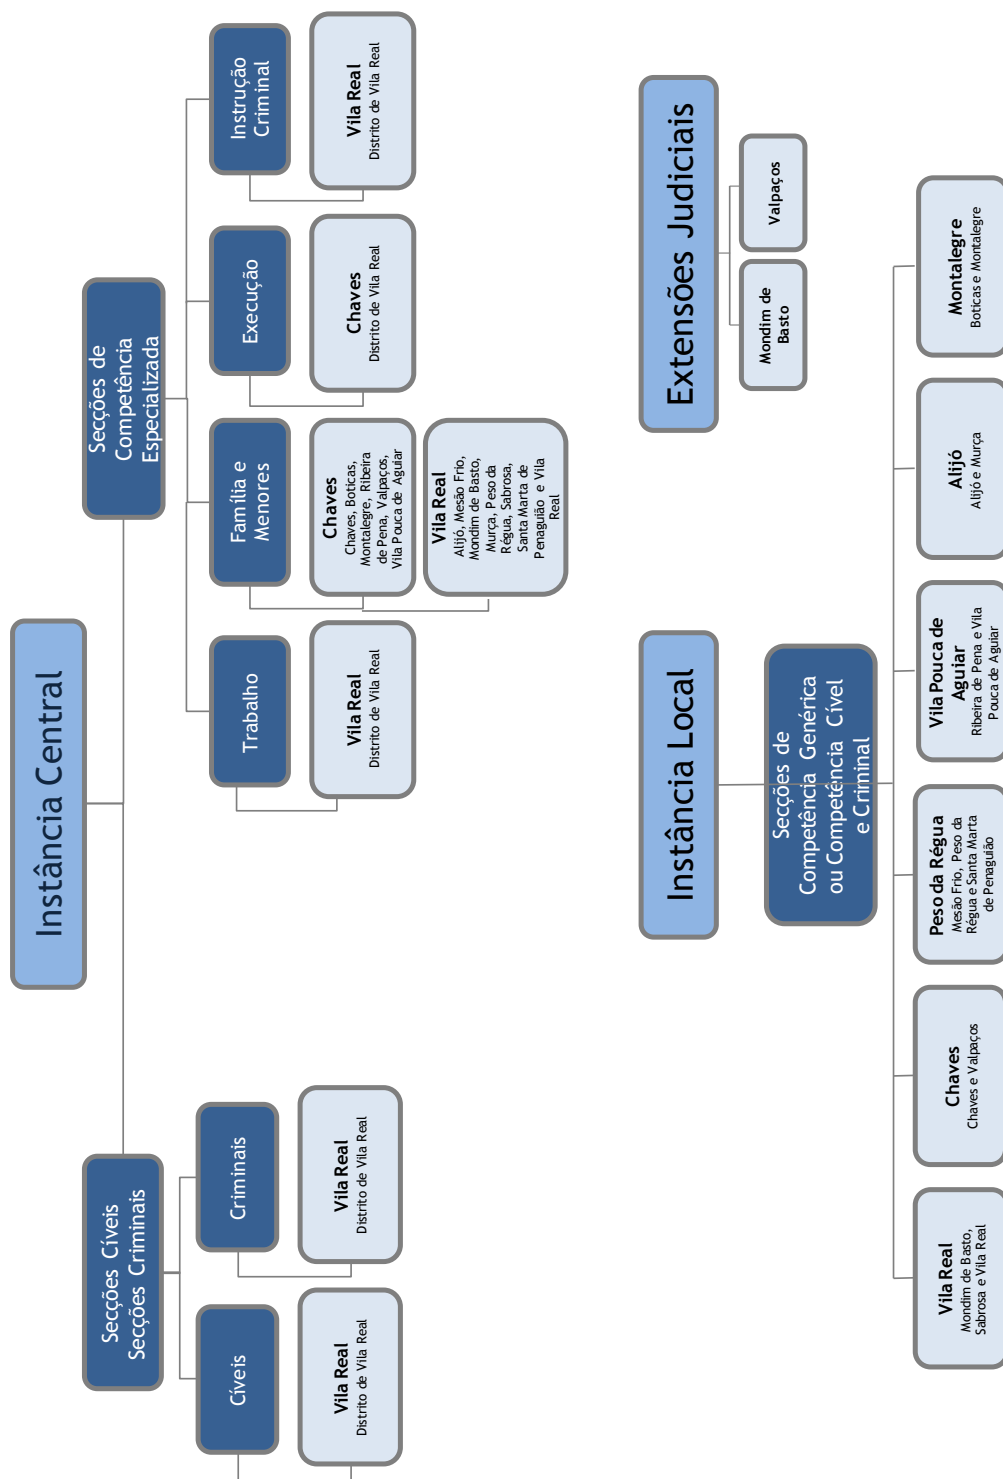 Instância Central
Secções Cíveis
Secções Criminais
Secções de
Competência
Especializada
Cíveis
Criminais
Trabalho
Família e
Menores
Execução
Instrução
Criminal
Vila Real
Distrito de Vila Real
Vila Real
Distrito de Vila Real
Vila Real
Distrito de Vila Real
Chaves
Chaves, Boticas,
Montalegre, Ribeira
de Pena, Valpaços,
Vila Pouca de Aguiar
Vila Real
Alijó, Mesão Frio,
Mondim de Basto,
Murça, Peso da
Régua, Sabrosa,
Santa Marta de
Penaguião e Vila
Real
Chaves
Distrito de Vila Real
Vila Real
Distrito de Vila Real
Instância Local
Secções de
Competência Genérica
ou Competência Cível
e Criminal
Vila Real
Mondim de Basto,
Sabrosa e Vila Real
Chaves
Chaves e Valpaços
Peso da Régua
Mesão Frio, Peso da
Régua e Santa Marta
de Penaguião
Vila Pouca de
Aguiar
Ribeira de Pena e Vila
Pouca de Aguiar
Alijó
Alijó e Murça
Montalegre
Boticas e Montalegre
Extensões Judiciais
Mondim de
Basto
Valpaços